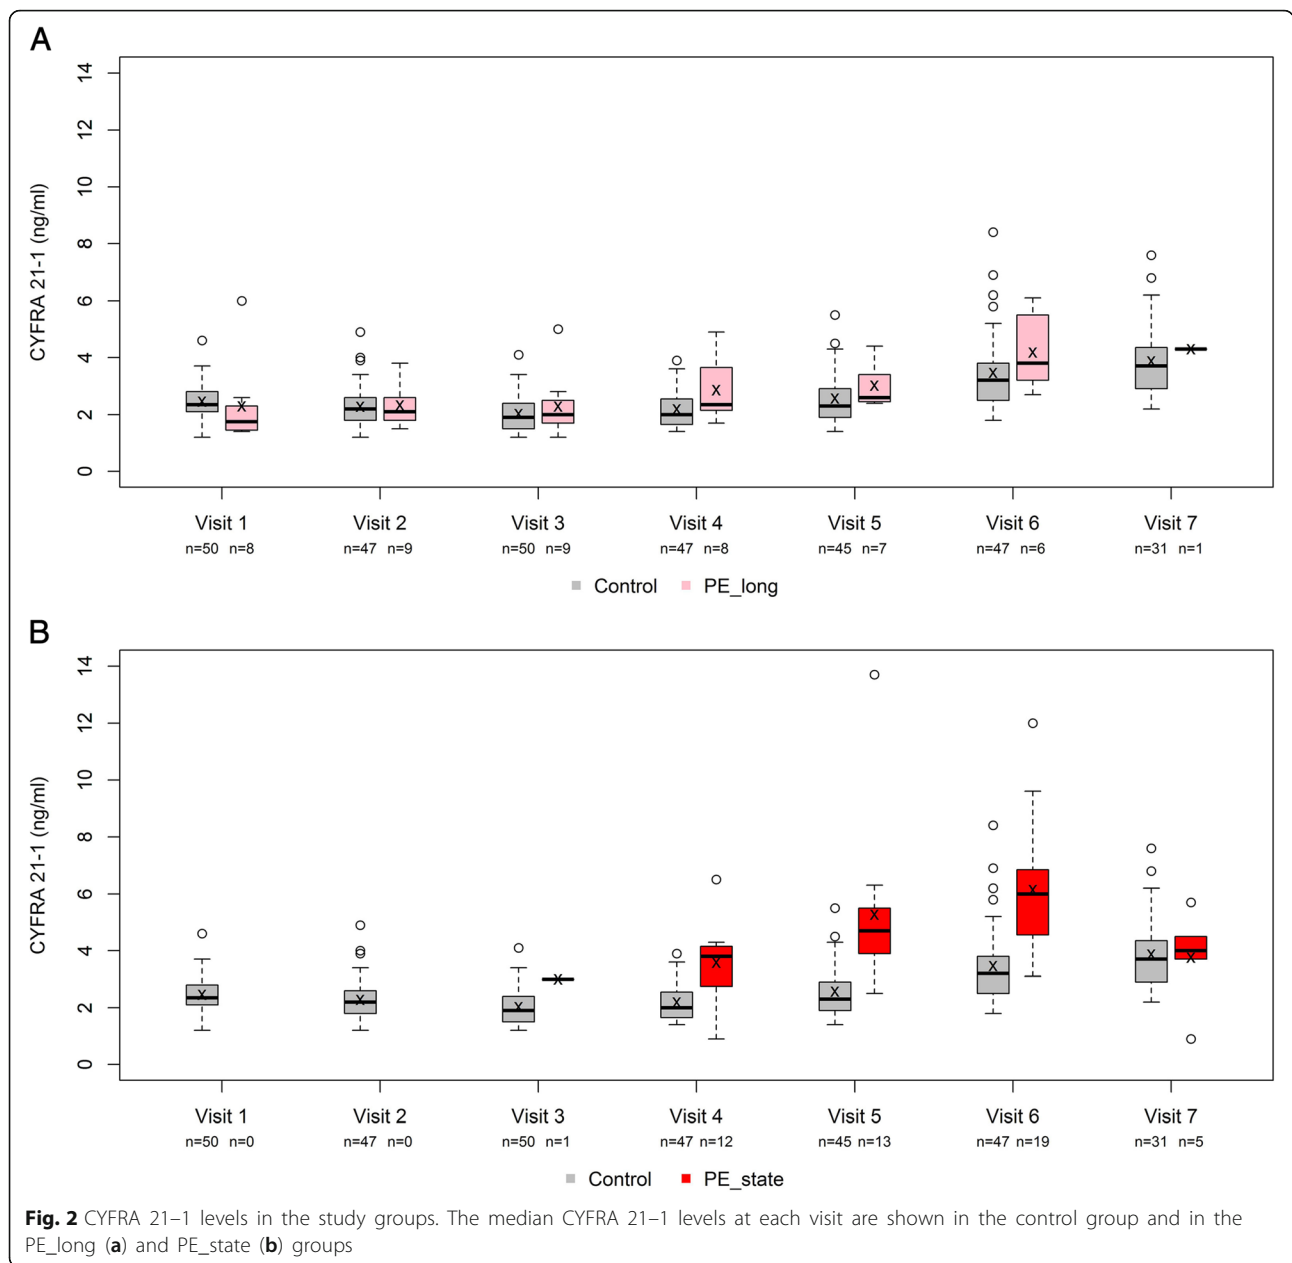 A
CYFRA 21-1 (ng/ml)
14
12
10
8
6
4
2
0
Visit 1 Visit 2 Visit 3 Visit 4 Visit 5 Visit 6 Visit 7
n=50 n=8 n=47 n=9 n=50 n=9 n=47 n=8 n=45 n=7 n=47 n=6 n=31 n=1
Control PE_long
B
CYFRA 21-1 (ng/ml)
14
12
10
8
6
4
2
0
Visit 1 Visit 2 Visit 3 Visit 4 Visit 5 Visit 6 Visit 7
n=50 n=0 n=47 n=0 n=50 n=1 n=47 n=12 n=45 n=13 n=47 n=19 n=31 n=5
Control PE_state
Fig. 2 CYFRA 21–1 levels in the study groups. The median CYFRA 21–1 levels at each visit are shown in the control group and in the
PE_long (a) and PE_state (b) groups